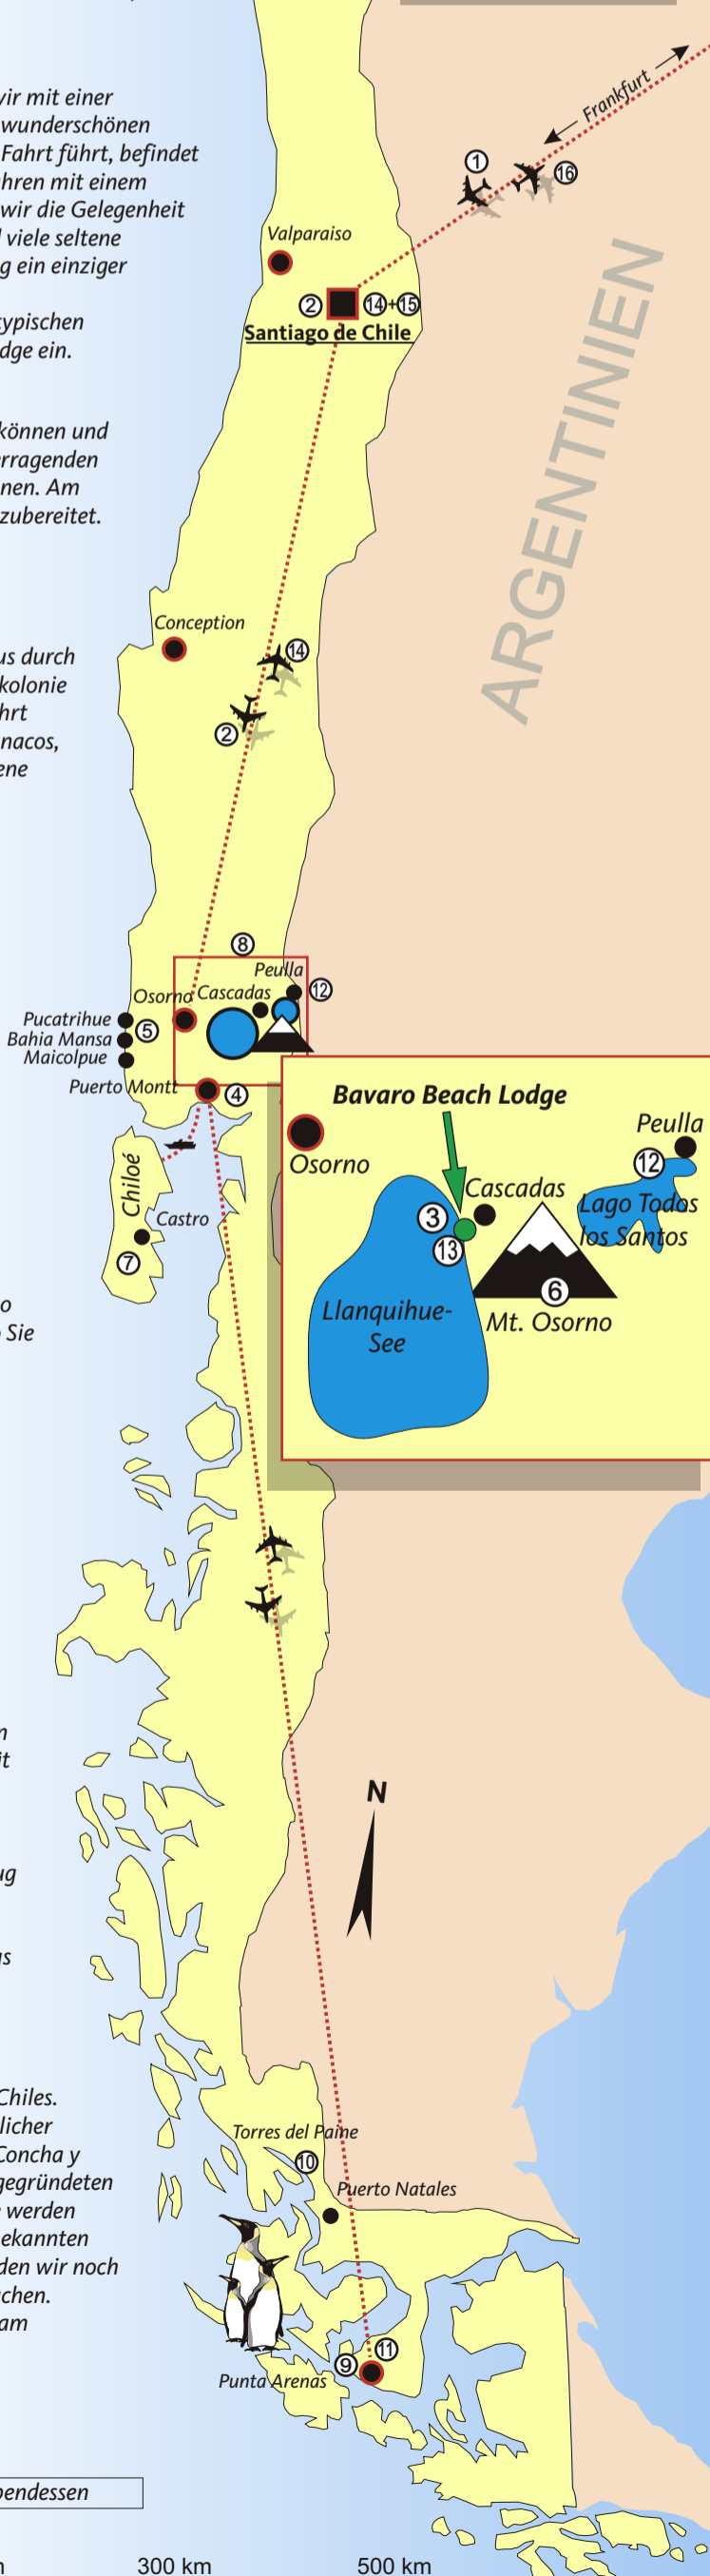 vir mit einer
wunderschönen
Fahrt führt, befindet
hren mit einem
wir die Gelegenheit
viele seltene
g ein einziger
typischen
dge ein.
können und
rragenden
nen. Am
zubereitet.
us durch
kolonie
hrt
nacos,
ene
o
Sie
n
it
ug
as
Chiles.
licher
Concha y
gegründeten
werden
ekannten
den wir noch
chen.
am
bendessen
Frankfurt
1
16
Valparaiso
2
14+15
Santiago de Chile
ARGENTINIEN
Conception
14
2
8
Peulla
12
Osorno
Cascadas
Pucatrihue
5
Bahia Mansa
Maicolpue
Puerto Montt
4
Bavaro Beach Lodge
Osorno
Peulla
12
Cascadas
3
13
Lago Todos
los Santos
6
Mt. Osorno
Llanquihue-
See
Chiloé
Castro
7
N
Torres del Paine
10
Puerto Natales
11
9
Punta Arenas
300 km
500 km